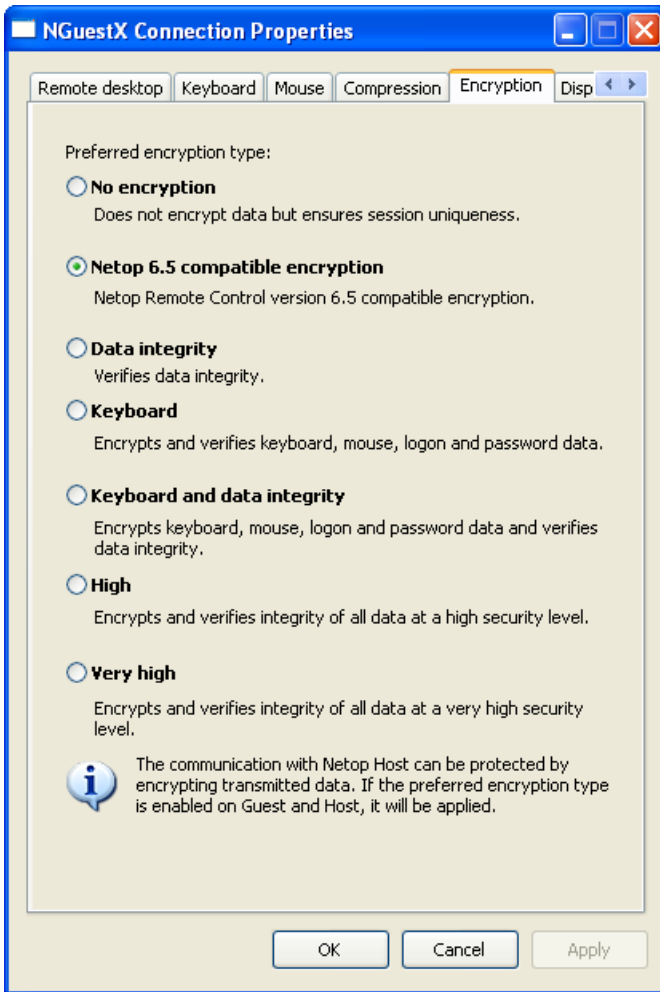 NGuestX Connection Properties
Remote desktop Keyboard Mouse Compression Encryption Disp
Preferred encryption type:
No encryption
Does not encrypt data but ensures session uniqueness.
Netop 6.5 compatible encryption
Netop Remote Control version 6.5 compatible encryption.
Data integrity
Verifies data integrity.
Keyboard
Encrypts and verifies keyboard, mouse, logon and password data.
Keyboard and data integrity
Encrypts keyboard, mouse, logon and password data and verifies
data integrity.
High
Encrypts and verifies integrity of all data at a high security level.
Very high
Encrypts and verifies integrity of all data at a very high security
level.
The communication with Netop Host can be protected by
encrypting transmitted data. If the preferred encryption type
is enabled on Guest and Host, it will be applied.
OK Cancel Apply